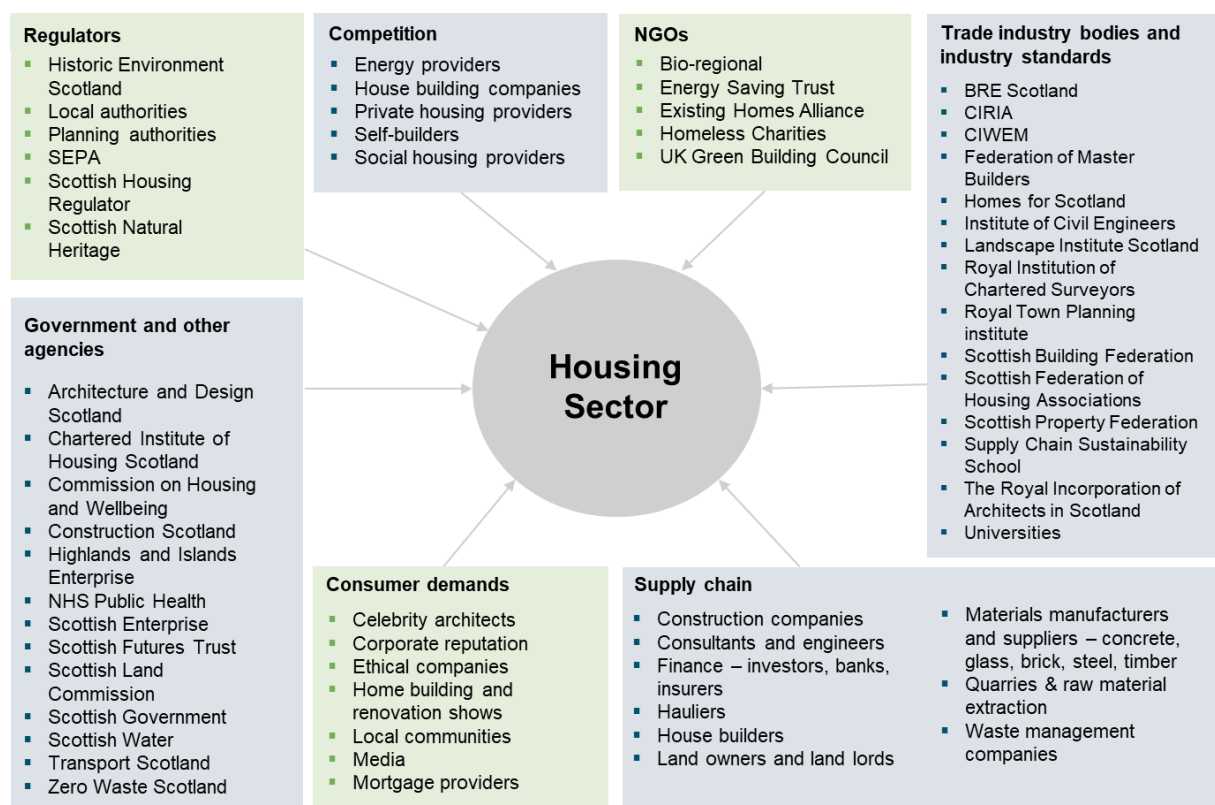 Regulators
▪ Historic Environment
Scotland
▪ Local authorities
▪ Planning authorities
▪ SEPA
▪ Scottish Housing
Regulator
▪ Scottish Natural
Heritage
Competition
▪ Energy providers
▪ House building companies
▪ Private housing providers
▪ Self-builders
▪ Social housing providers
NGOs
▪ Bio-regional
▪ Energy Saving Trust
▪ Existing Homes Alliance
▪ Homeless Charities
▪ UK Green Building Council
Trade industry bodies and
industry standards
▪ BRE Scotland
▪ CIRIA
▪ CIWEM
▪ Federation of Master
Builders
▪ Homes for Scotland
▪ Institute of Civil Engineers
▪ Landscape Institute Scotland
▪ Royal Institution of
Chartered Surveyors
▪ Royal Town Planning
institute
▪ Scottish Building Federation
▪ Scottish Federation of
Housing Associations
▪ Scottish Property Federation
▪ Supply Chain Sustainability
School
▪ The Royal Incorporation of
Architects in Scotland
▪ Universities
Government and other
agencies
▪ Architecture and Design
Scotland
▪ Chartered Institute of
Housing Scotland
▪ Commission on Housing
and Wellbeing
▪ Construction Scotland
▪ Highlands and Islands
Enterprise
▪ NHS Public Health
▪ Scottish Enterprise
▪ Scottish Futures Trust
▪ Scottish Land
Commission
▪ Scottish Government
▪ Scottish Water
▪ Transport Scotland
▪ Zero Waste Scotland
Housing
Sector
Consumer demands
▪ Celebrity architects
▪ Corporate reputation
▪ Ethical companies
▪ Home building and
renovation shows
▪ Local communities
▪ Media
▪ Mortgage providers
Supply chain
▪ Construction companies
▪ Consultants and engineers
▪ Finance – investors, banks,
insurers
▪ Hauliers
▪ House builders
▪ Land owners and land lords
▪ Materials manufacturers
and suppliers – concrete,
glass, brick, steel, timber
▪ Quarries & raw material
extraction
▪ Waste management
companies